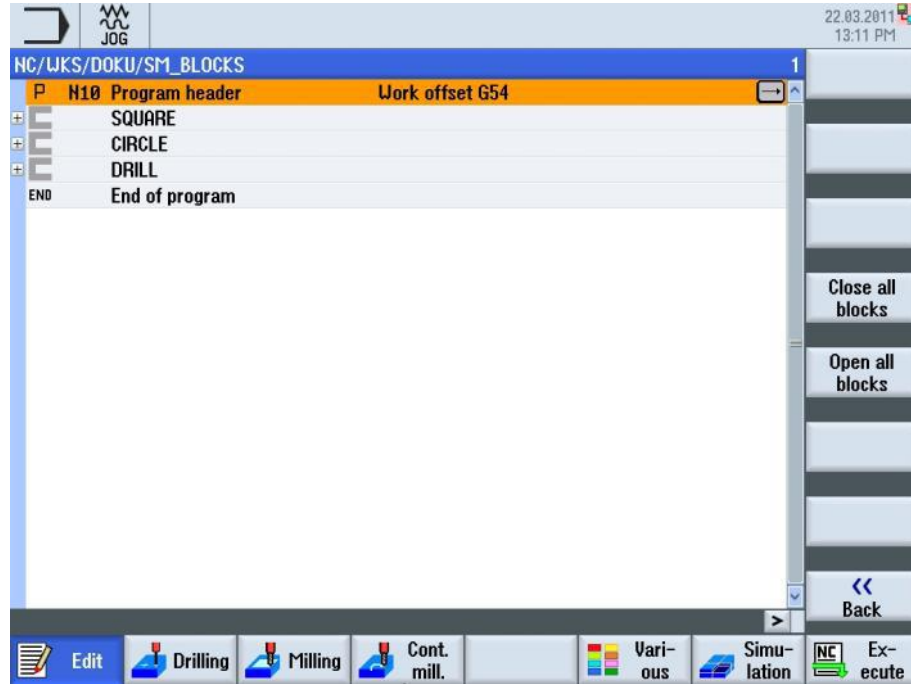 22.03.2011
13:11 PM
JOG
NC/WKS/DOKU/SM_BLOCKS 1
P N10 Program header Work offset G54
SQUARE
CIRCLE
DRILL
END End of program
Close all
blocks
Open all
blocks
<<
Back
>
Edit
Drilling
Milling
Cont.
mill.
Vari-
ous
Simu-
lation
NC
Ex-
ecute